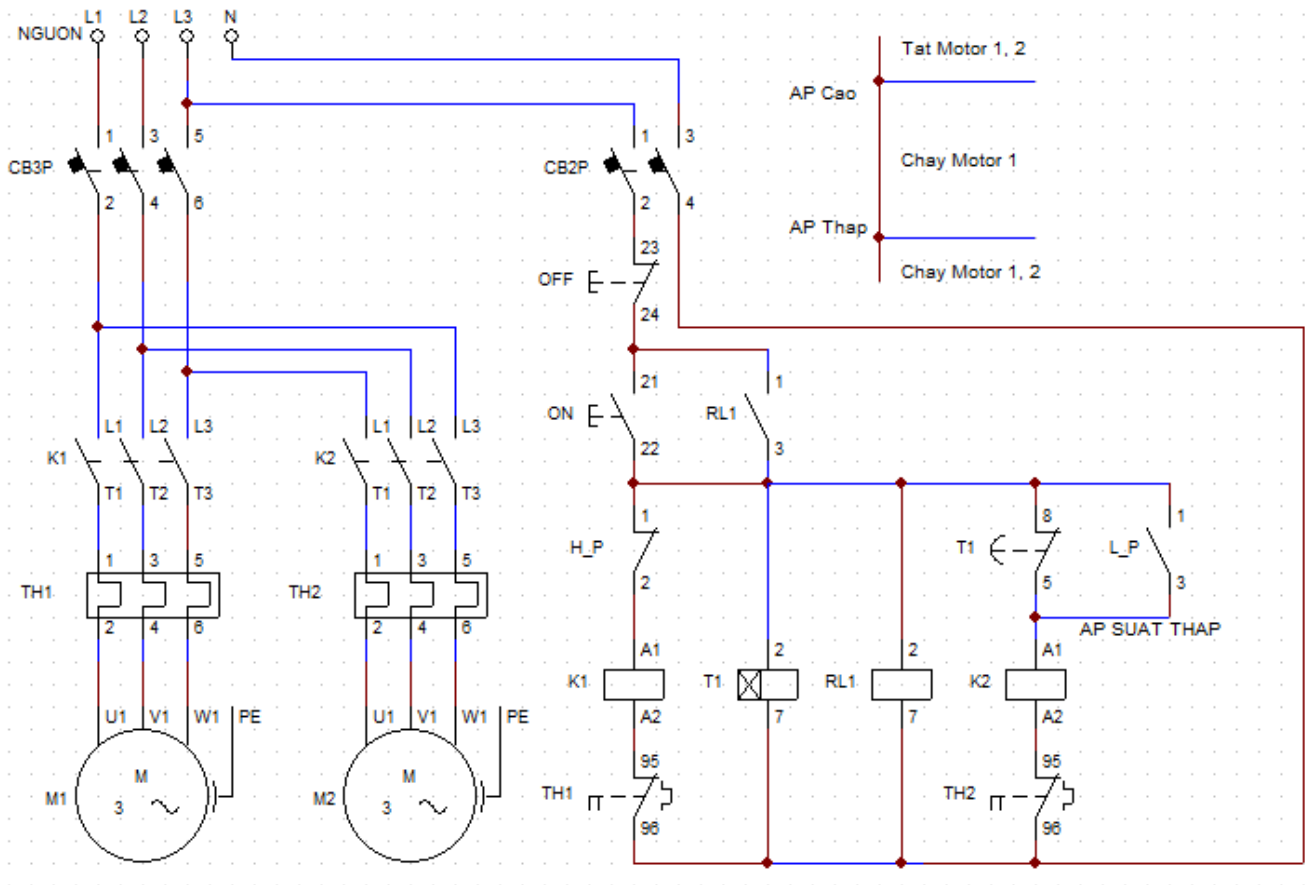 L1 L2 L3 N
NGUON
Tat Motor 1, 2
AP Cao
1 3 5 1 3
CB3P CB2P
Chay Motor 1
2 4 6 2 4
AP Thap
23
Chay Motor 1, 2
OFF
24
21 1
ON RL1
L1 L2 L3 L1 L2 L3
22 3
K1 K2
T1 T2 T3 T1 T2 T3
1 8 1
H_P T1 L_P
1 3 5 1 3 5
2 5 3
TH1 TH2
2 4 6 2 4 6
AP SUAT THAP
A1 2 2 A1
K1 T1 RL1 K2
A2 7 7 A2
U1 V1 W1 PE U1 V1 W1 PE
95 95
M M
M1 M2 TH1 TH2
3 3
96 96